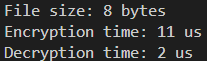 File size: 8 bytes
Encryption time: 11 us
Decryption time: 2 us